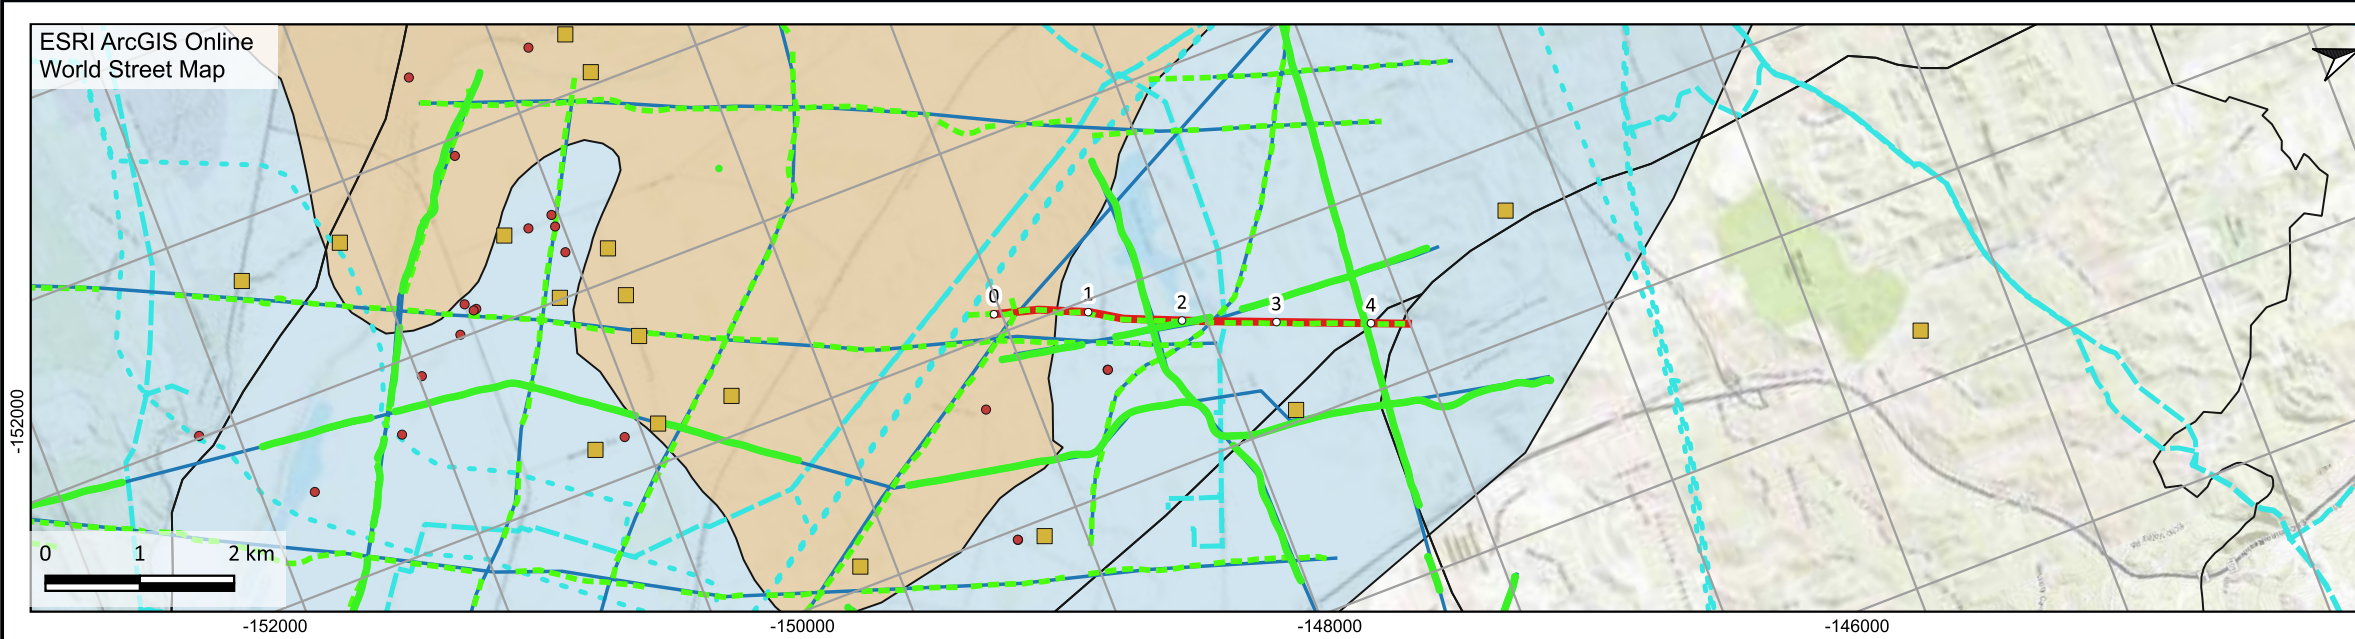 ESRI ArcGIS Online
World Street Map
0 1 2 3 4
-152000
0 1 2 km
-152000 -150000 -148000 -146000